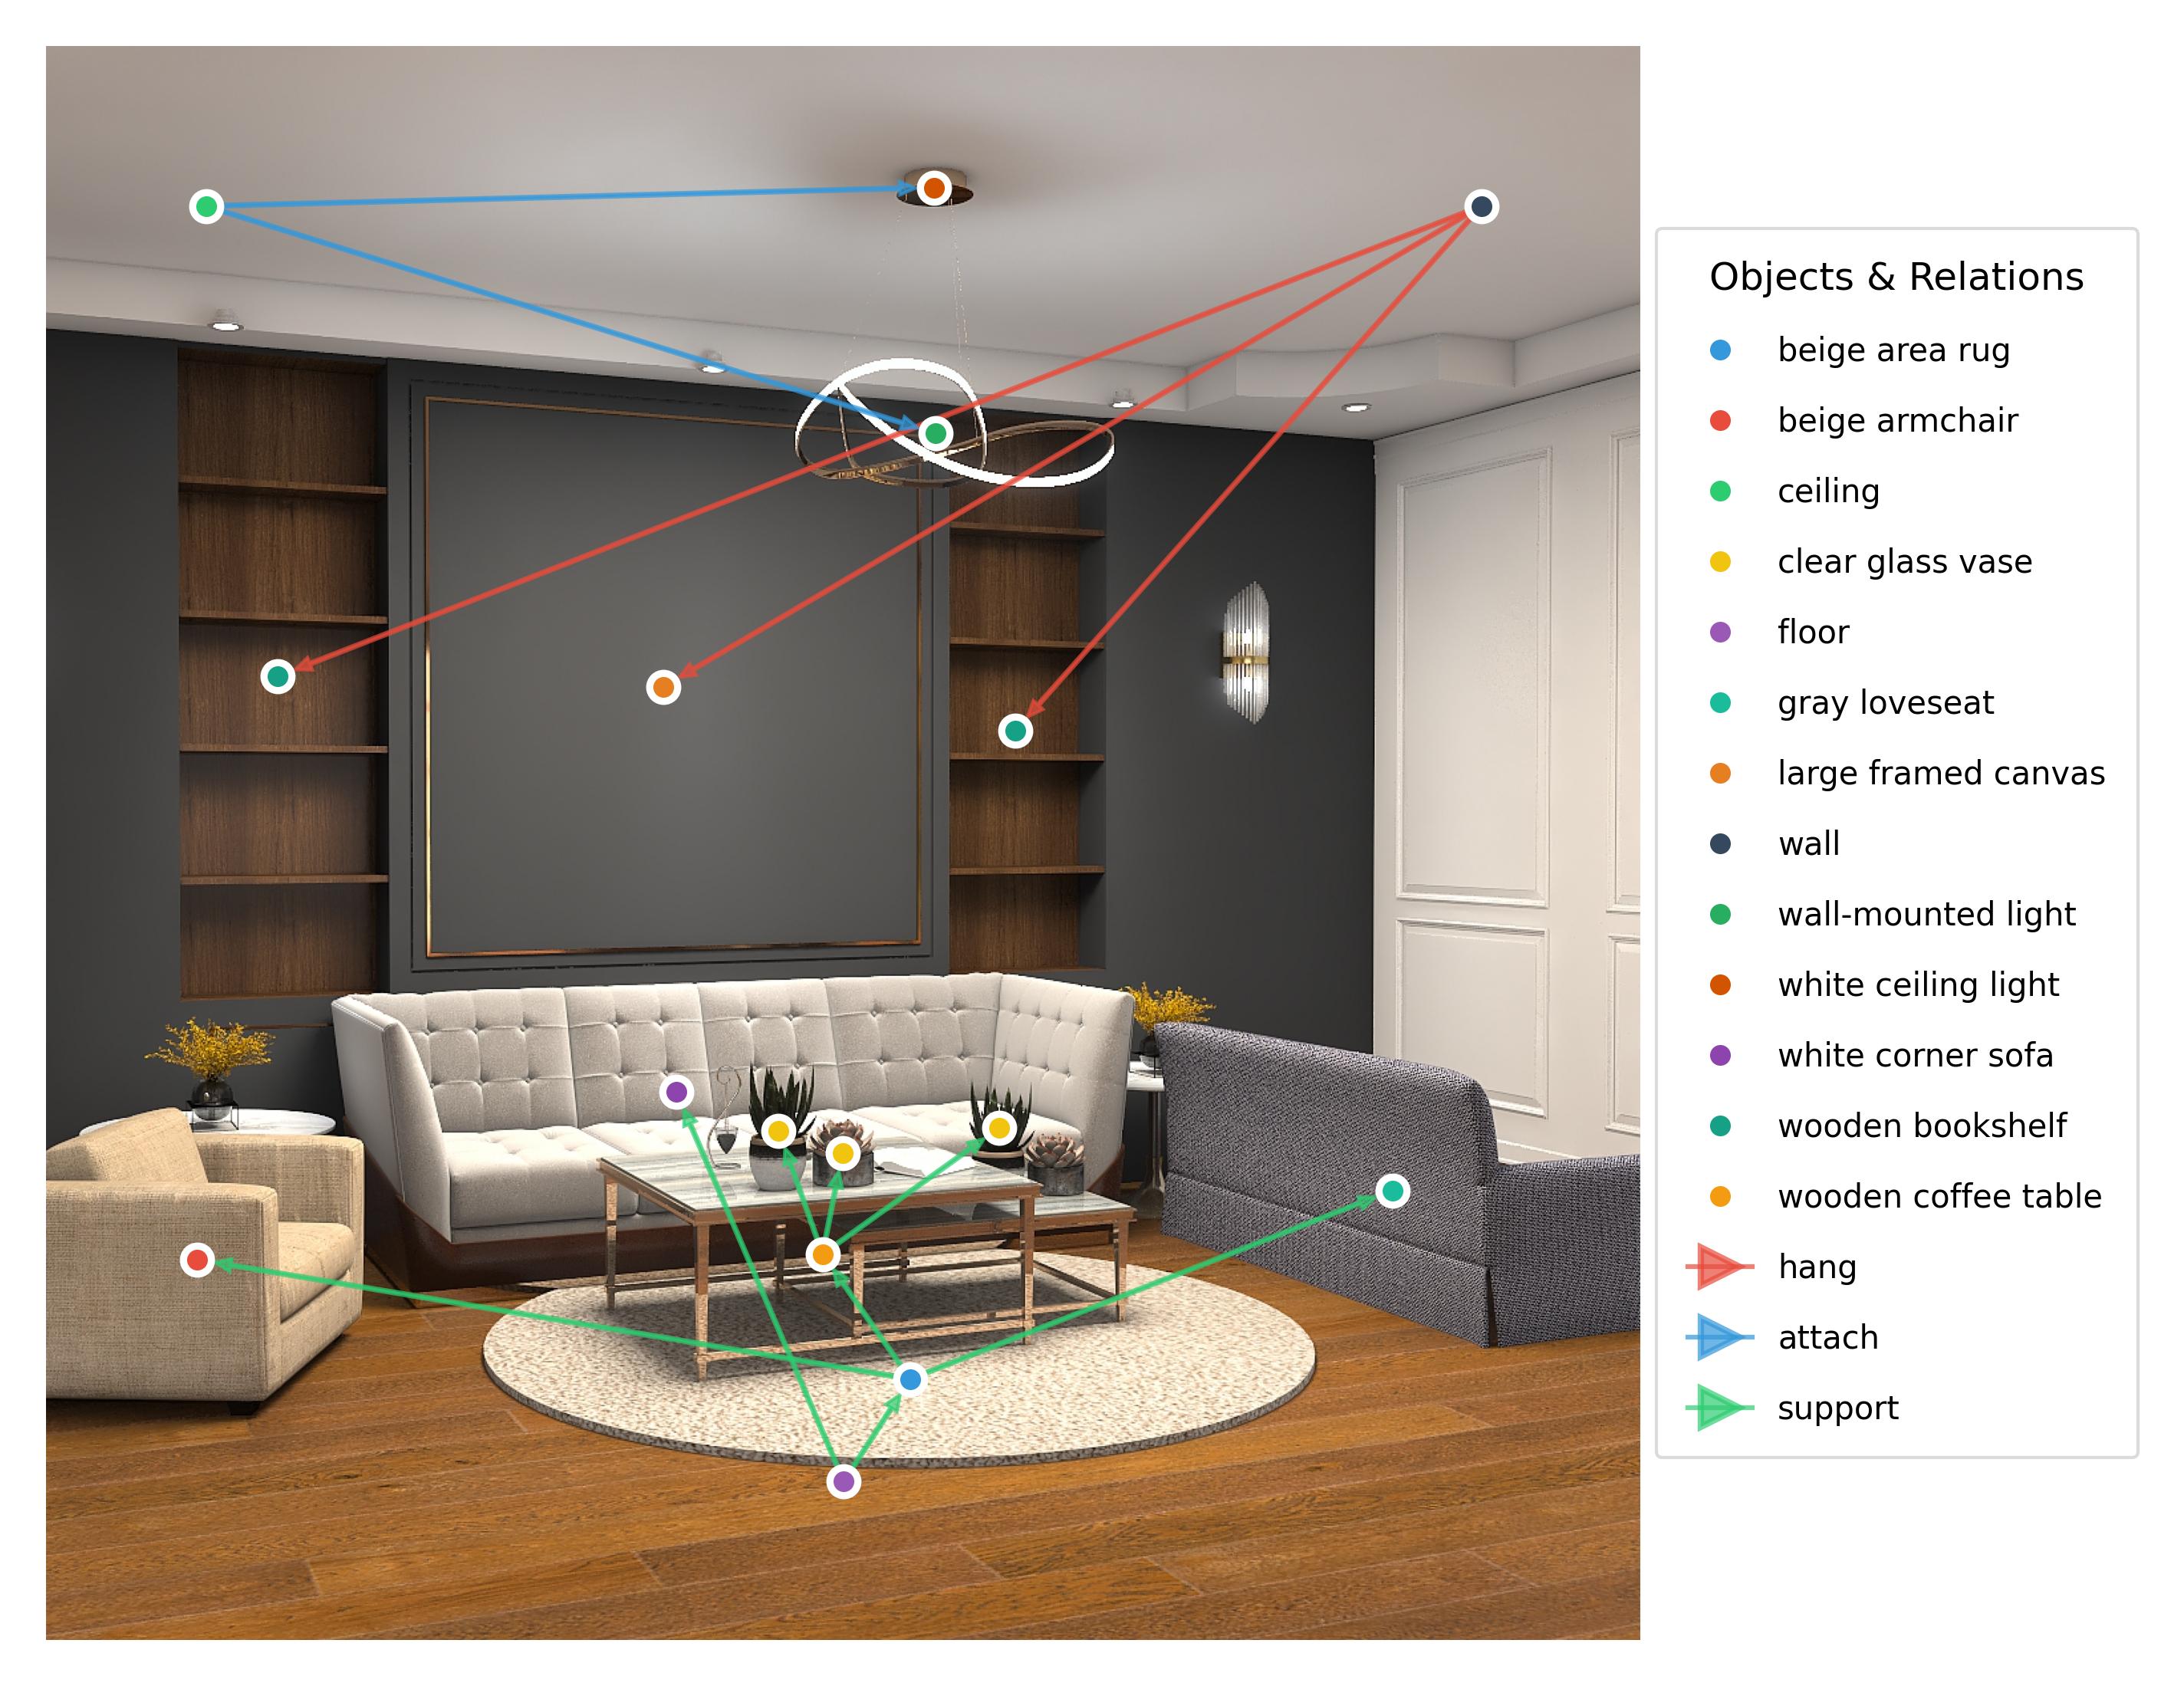 Objects & Relations
beige area rug
beige armchair
ceiling
clear glass vase
floor
gray loveseat
large framed canvas
wall
wall-mounted light
white ceiling light
white corner sofa
wooden bookshelf
wooden coffee table
hang
attach
support